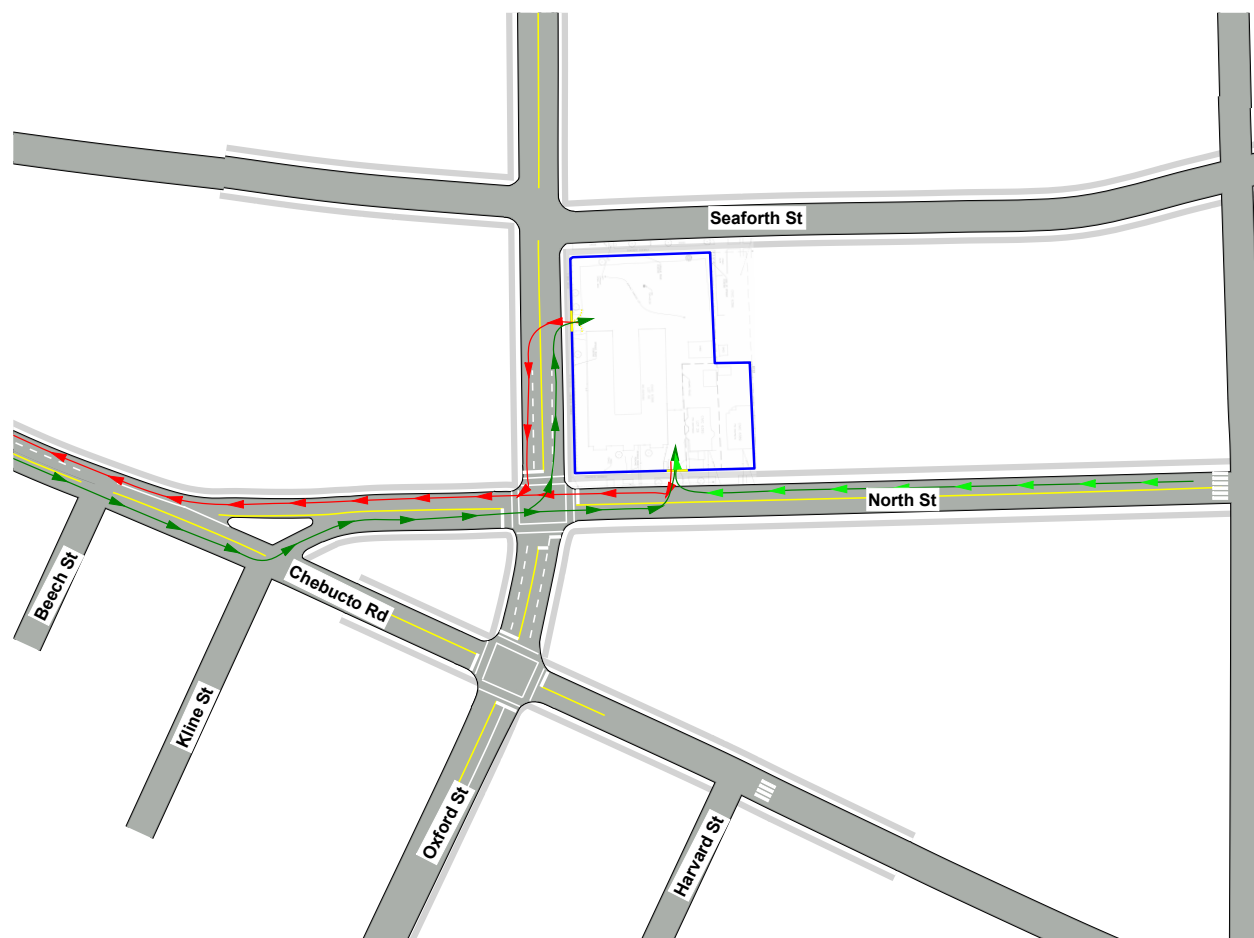 Seaforth St
North St
Chebucto Rd
Beech St
Kline St
Oxford St
Harvard St